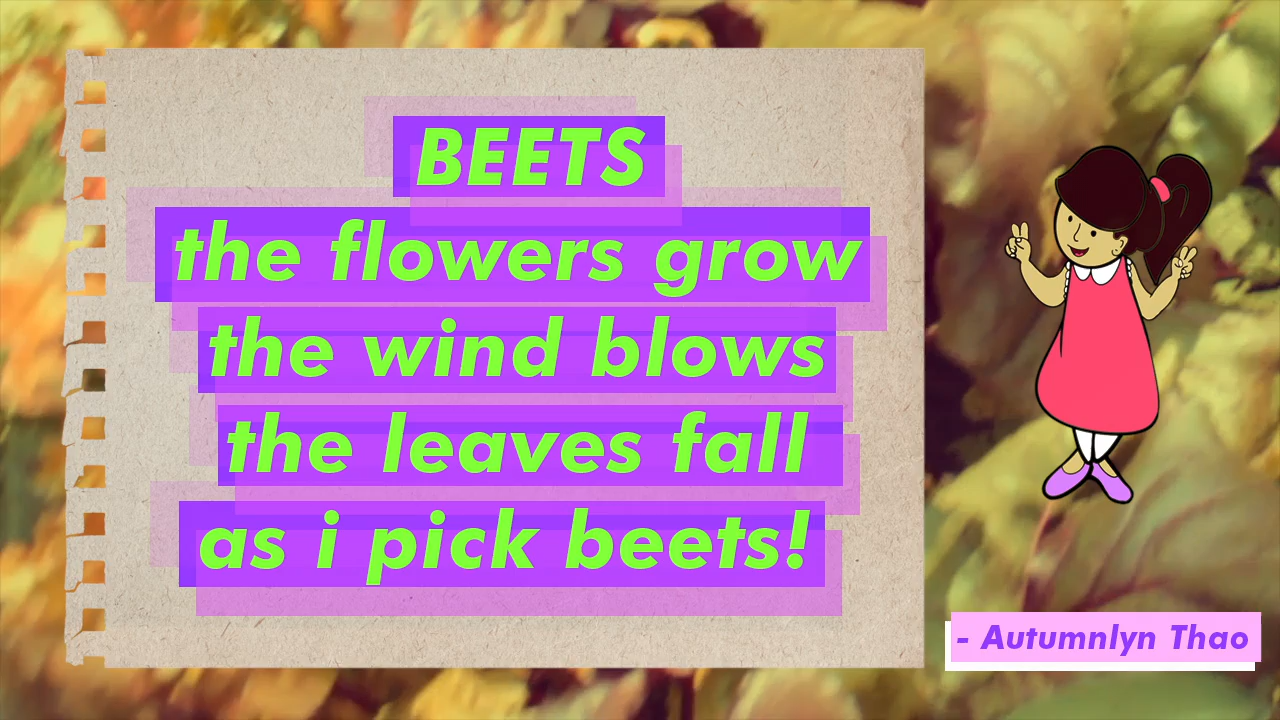 BEETS
the flowers grow
the wind blows
the leaves fall
as i pick beets!
- Autumnlyn Thao